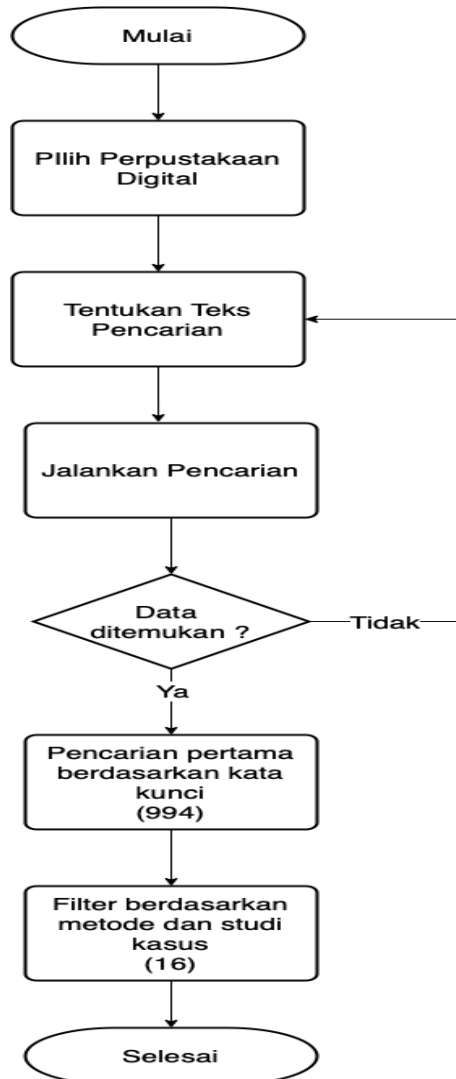 Mulai
PIlih Perpustakaan
Digital
Tentukan Teks
Pencarian
Jalankan Pencarian
Data
ditemukan ?
Tidak
Ya
Pencarian pertama
berdasarkan kata
kunci
(994)
Filter berdasarkan
metode dan studi
kasus
(16)
Selesai